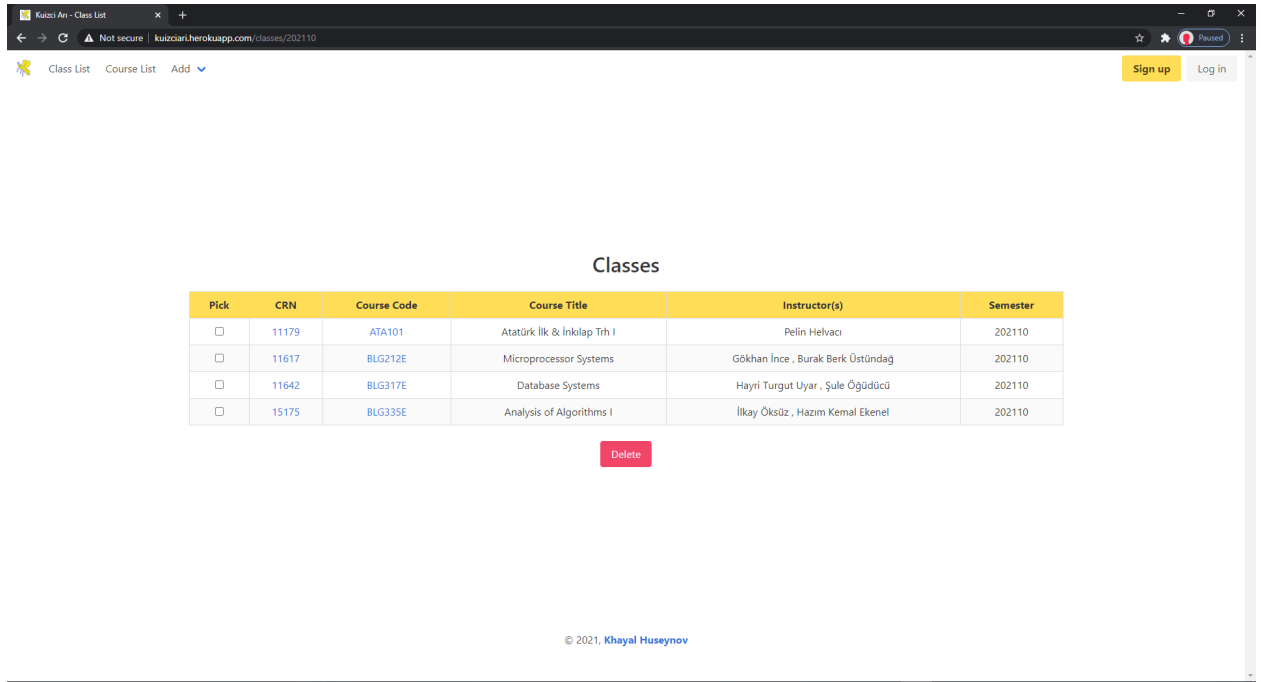 Kuizci Arı - Class List
Not secure | kuizciari.herokuapp.com/classes/202110 Paused
Class List Course List Add Sign up Log in
Classes
Pick CRN Course Code Course Title Instructor(s) Semester
11179 ATA101 Atatürk İlk & İnkılap Trh I Pelin Helvacı 202110
11617 BLG212E Microprocessor Systems Gökhan İnce , Burak Berk Üstündağ 202110
11642 BLG317E Database Systems Hayri Turgut Uyar , Şule Öğüdücü 202110
15175 BLG335E Analysis of Algorithms I İlkay Öksüz , Hazım Kemal Ekenel 202110
Delete
© 2021, Khayal Huseynov